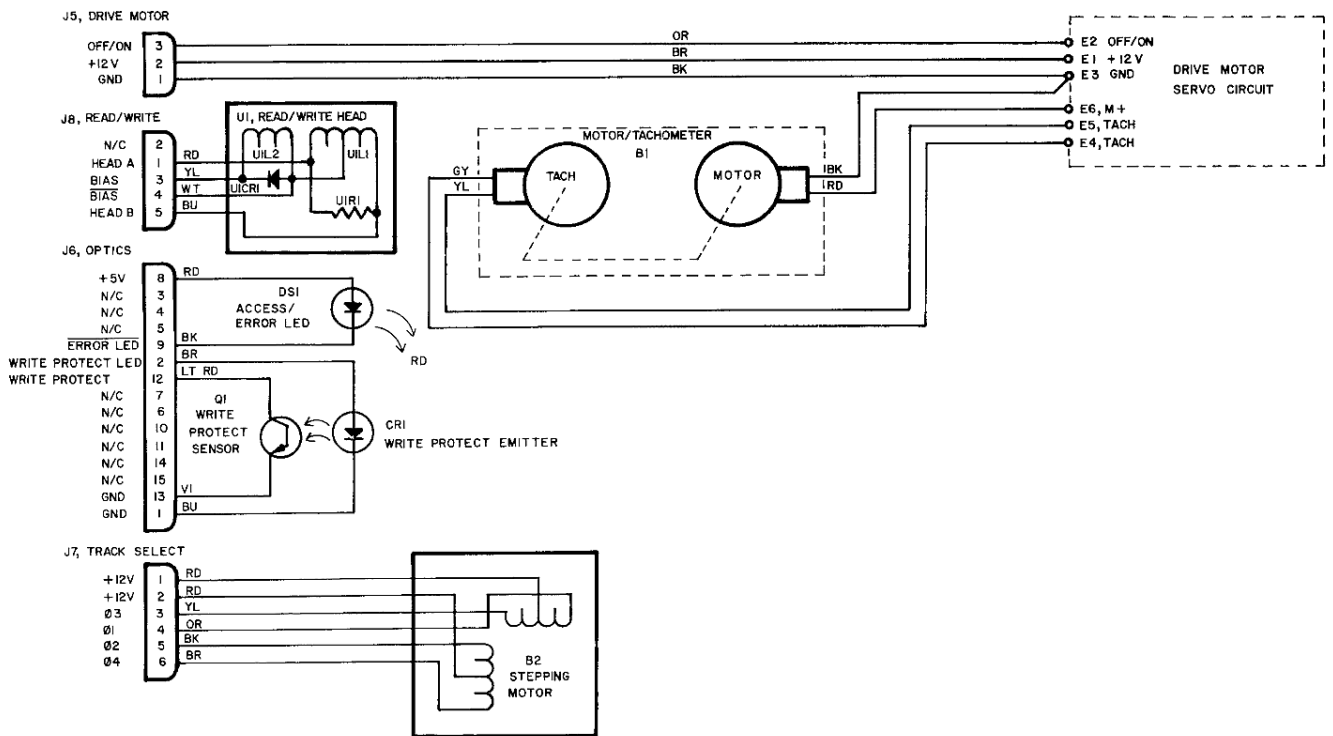 J5, DRIVE MOTOR
OFF/ON 3 OR E2 OFF/ON
+12V 2 BR E1 +12V
GND 1 BK E3 GND
DRIVE MOTOR
SERVO CIRCUIT
E6, M+
E5, TACH
E4, TACH
J8, READ/WRITE
U1, READ/WRITE HEAD
N/C 2
HEAD A 1 RD
BIAS 3 YL
BIAS 4 WT
HEAD B 5 BU
U1L2
U1L1
U1CR1
U1R1
MOTOR/TACHOMETER
B1
GY
YL
TACH
MOTOR
BK
RD
J6, OPTICS
+5V 8 RD
N/C 3
N/C 4
N/C 5
ERROR LED 9 BK
WRITE PROTECT LED 2 BR
WRITE PROTECT 12 LT RD
N/C 7
N/C 6
N/C 10
N/C 11
N/C 14
N/C 15
GND 13 VI
GND 1 BU
DS1
ACCESS/
ERROR LED
RD
Q1
WRITE
PROTECT
SENSOR
CR1
WRITE PROTECT EMITTER
J7, TRACK SELECT
+12V 1 RD
+12V 2 RD
Ø3 3 YL
Ø1 4 OR
Ø2 5 BK
Ø4 6 BR
B2
STEPPING
MOTOR